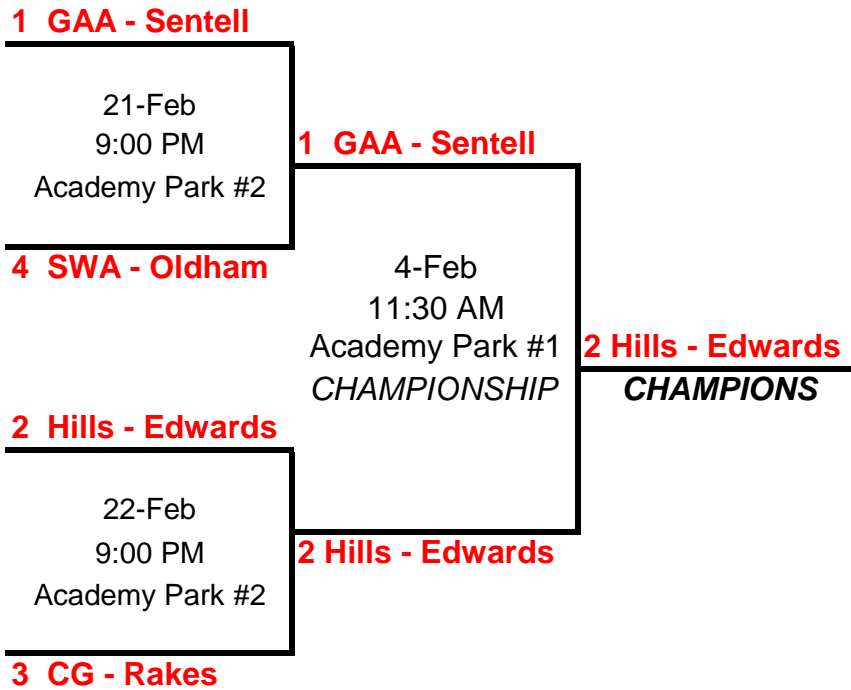 1 GAA - Sentell
21-Feb
9:00 PM
Academy Park #2
4 SWA - Oldham
1 GAA - Sentell
4-Feb
11:30 AM
Academy Park #1
CHAMPIONSHIP
2 Hills - Edwards
CHAMPIONS
2 Hills - Edwards
22-Feb
9:00 PM
Academy Park #2
3 CG - Rakes
2 Hills - Edwards